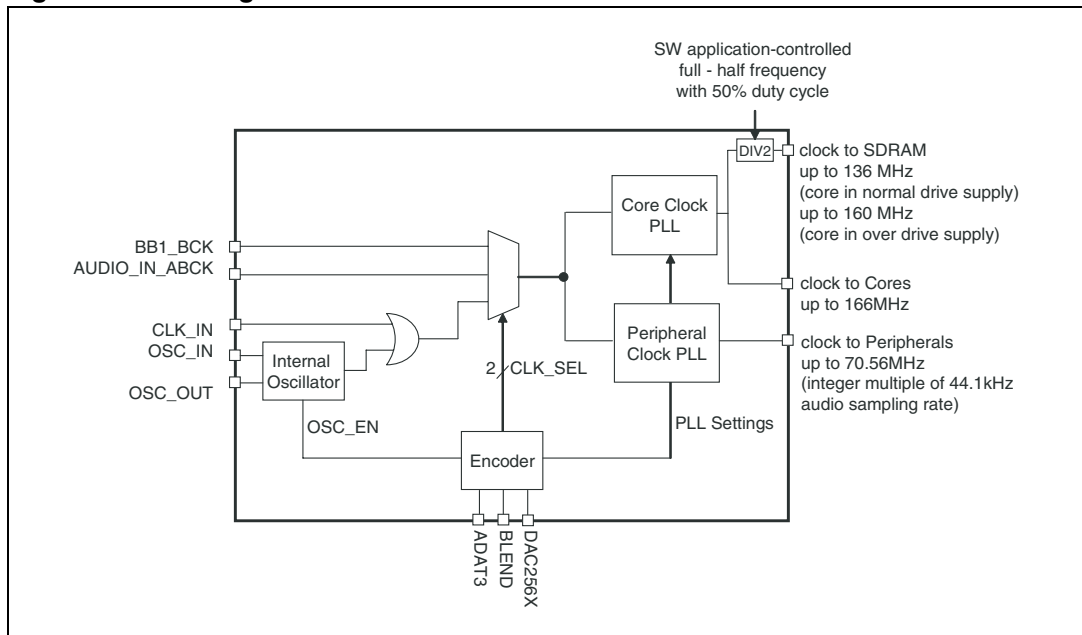 SW application-controlled
full - half frequency
with 50% duty cycle
DIV2
clock to SDRAM
up to 136 MHz
(core in normal drive supply)
up to 160 MHz
(core in over drive supply)
Core Clock
PLL
BB1_BCK
AUDIO_IN_ABCK
clock to Cores
up to 166MHz
CLK_IN
OSC_IN
OSC_OUT
Internal
Oscillator
Peripheral
Clock PLL
clock to Peripherals
up to 70.56MHz
(integer multiple of 44.1kHz
audio sampling rate)
2
CLK_SEL
OSC_EN
PLL Settings
Encoder
ADAT3
BLEND
DAC256X